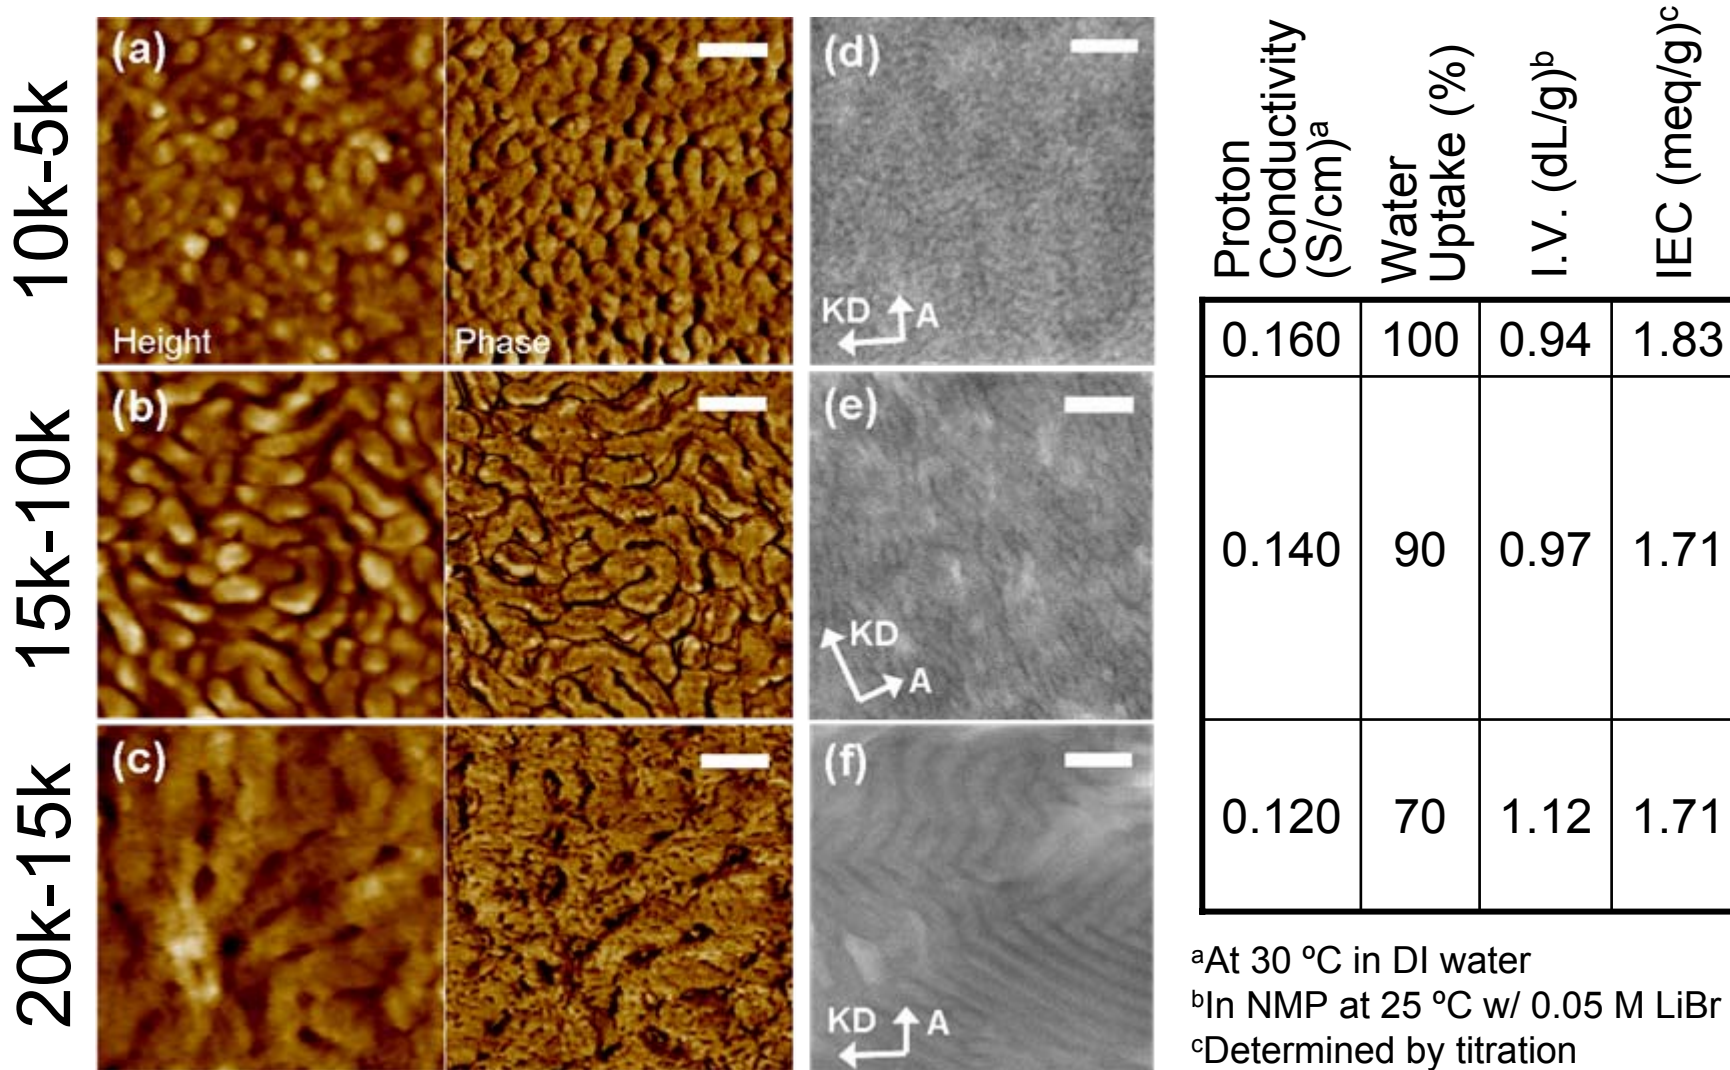 10k-5k
15k-10k
20k-15k
(a)
Height
Phase
(b)
(c)
(d)
KD
A
(e)
KD
A
(f)
KD
A
Proton
Conductivity
(S/cm)ᵃ
Water
Uptake (%)
I.V. (dL/g)ᵇ
IEC (meq/g)ᶜ
0.160 100 0.94 1.83
0.140 90 0.97 1.71
0.120 70 1.12 1.71
ᵃAt 30 ºC in DI water
ᵇIn NMP at 25 ºC w/ 0.05 M LiBr
ᶜDetermined by titration